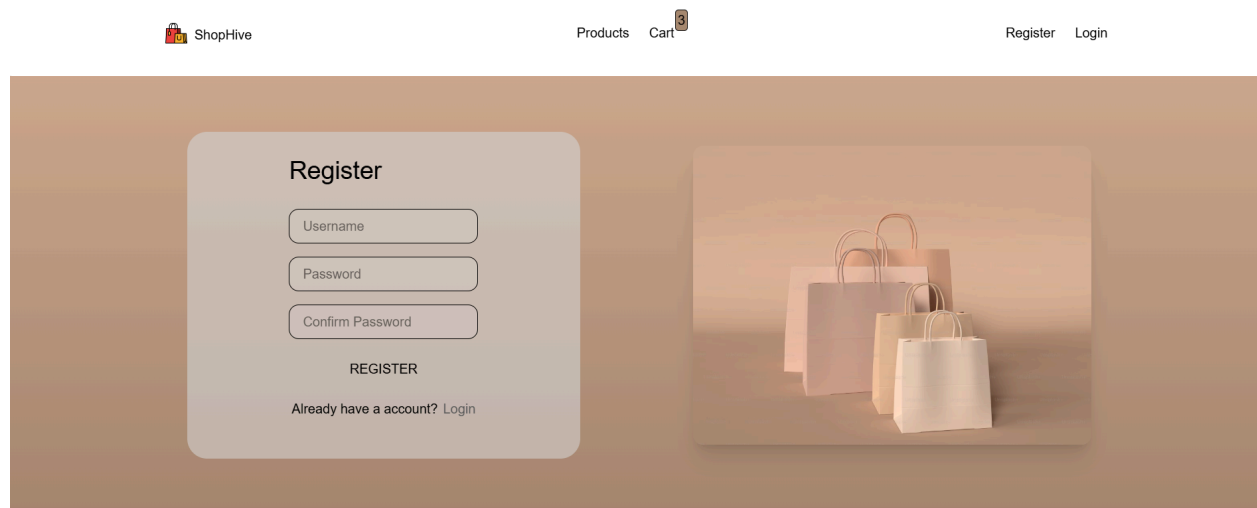 ShopHive
Products
Cart
3
Register
Login
Register
Username
Password
Confirm Password
REGISTER
Already have a account? Login